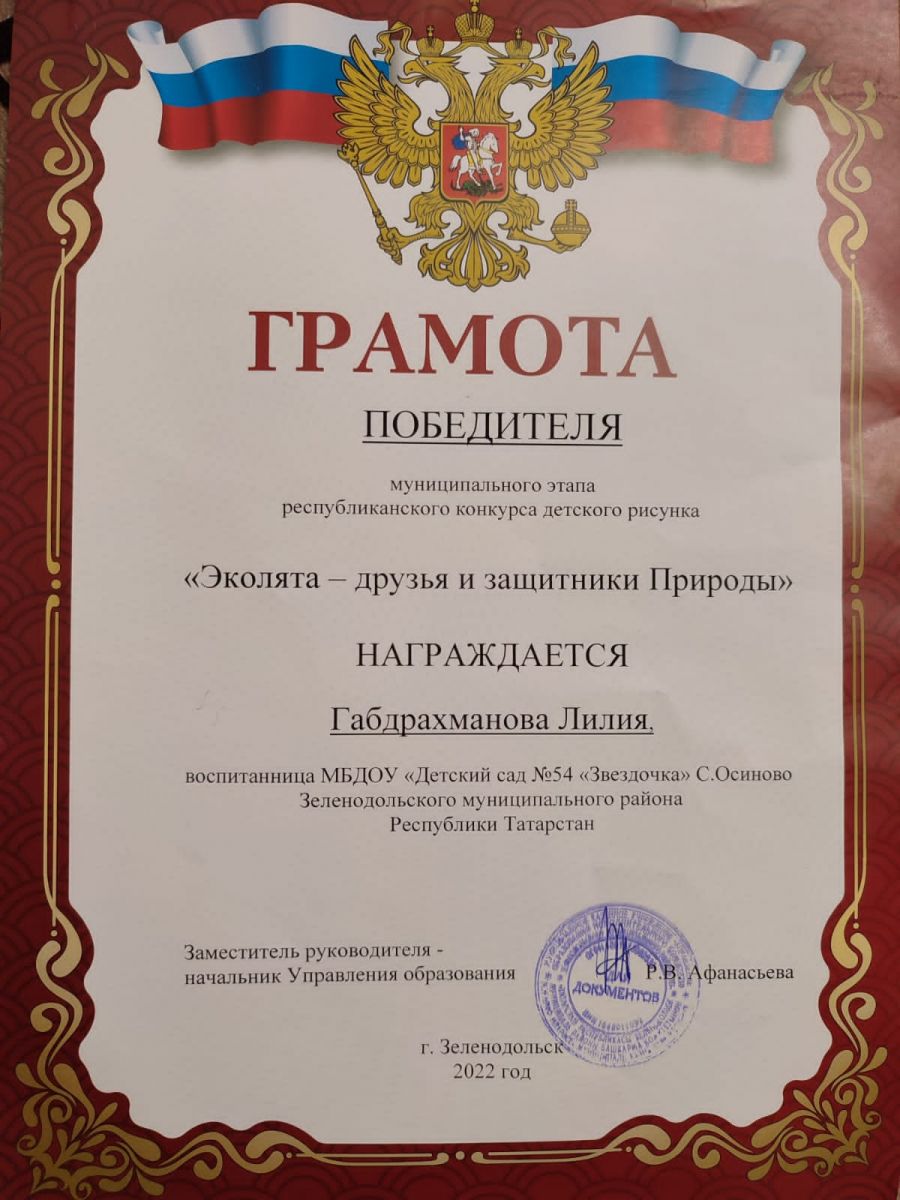 ГРАМОТА
ПОБЕДИТЕЛЯ
муниципального этапа
республиканского конкурса детского рисунка
«Эколята – друзья и защитники Природы»
НАГРАЖДАЕТСЯ
Габдрахманова Лилия,
воспитанница МБДОУ «Детский сад №54 «Звездочка» С.Осиново
Зеленодольского муниципального района
Республики Татарстан
Заместитель руководителя -
начальник Управления образования
Р.В. Афанасьева
ДОКУМЕНТОВ
г. Зеленодольск
2022 год